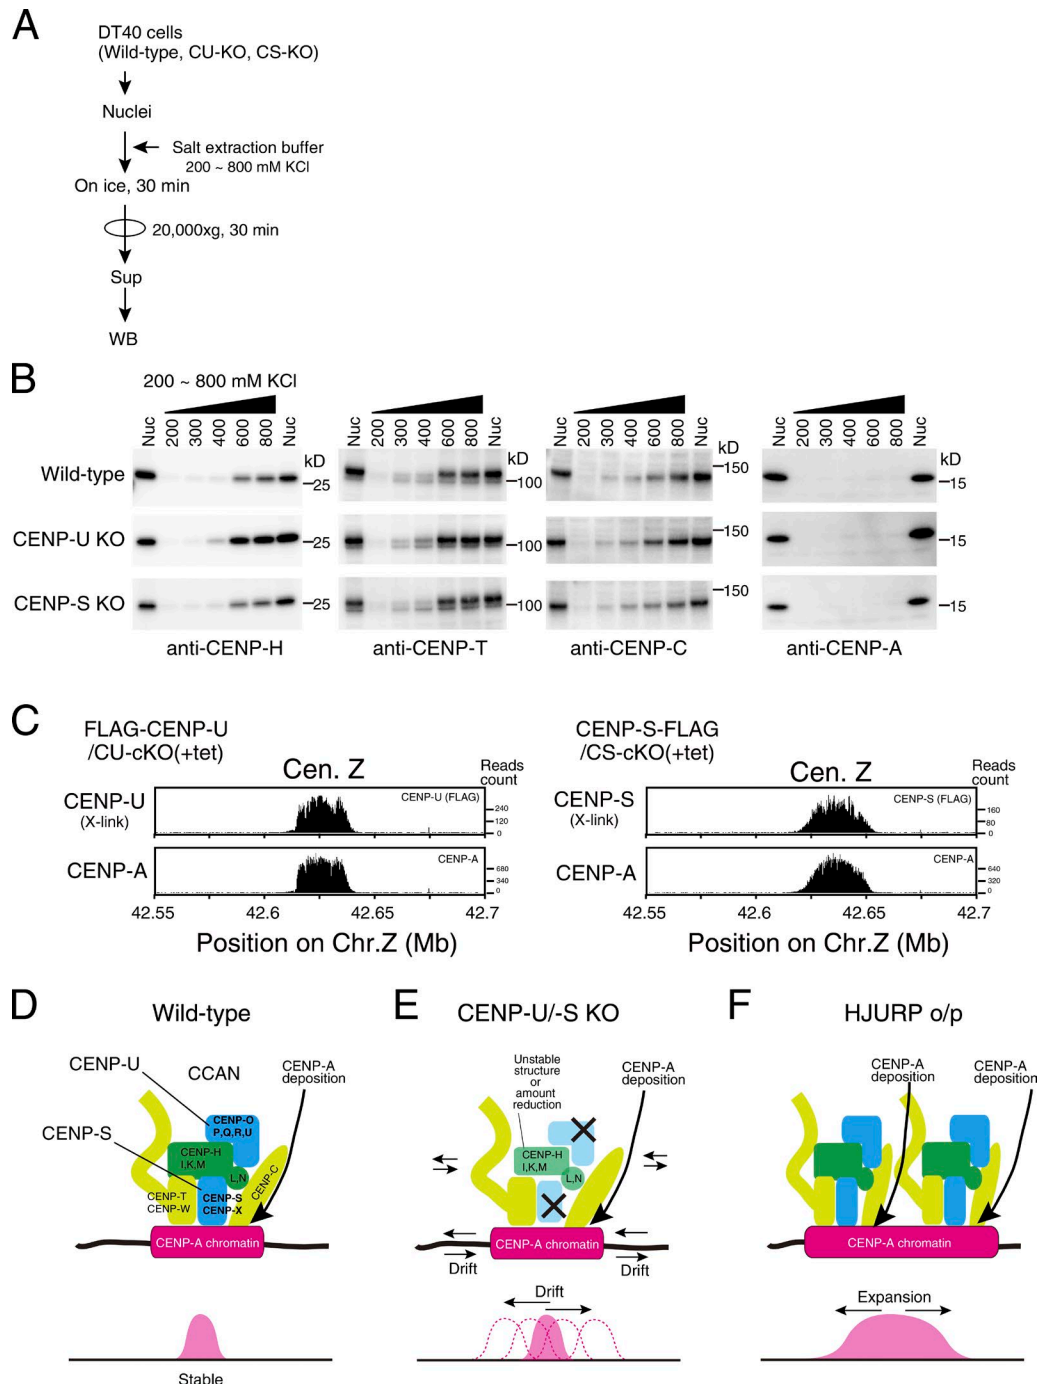 A
DT40 cells
(Wild-type, CU-KO, CS-KO)
Nuclei
Salt extraction buffer
200 ~ 800 mM KCl
On ice, 30 min
20,000xg, 30 min
Sup
WB
B
200 ~ 800 mM KCl
Nuc 200 300 400 600 800 Nuc
Nuc 200 300 400 600 800 Nuc
Nuc 200 300 400 600 800 Nuc
Nuc 200 300 400 600 800 Nuc
Wild-type
kD
25
kD
100
kD
150
kD
15
CENP-U KO
25
100
150
15
CENP-S KO
25
100
150
15
anti-CENP-H
anti-CENP-T
anti-CENP-C
anti-CENP-A
C
FLAG-CENP-U
/CU-cKO(+tet)
Cen. Z
Reads
count
CENP-U
(X-link)
CENP-U (FLAG)
240
120
0
CENP-A
CENP-A
680
340
0
42.55 42.6 42.65 42.7
Position on Chr.Z (Mb)
CENP-S-FLAG
/CS-cKO(+tet)
Cen. Z
Reads
count
CENP-S
(X-link)
CENP-S (FLAG)
160
80
0
CENP-A
CENP-A
640
340
0
42.55 42.6 42.65 42.7
Position on Chr.Z (Mb)
D
Wild-type
CENP-U
CCAN
CENP-A
deposition
CENP-S
CENP-O
P,Q,R,U
CENP-H
I,K,M
L,N
CENP-C
CENP-T
CENP-W
CENP-S
CENP-X
CENP-A chromatin
Stable
E
CENP-U/-S KO
Unstable
structure
or
amount
reduction
CENP-A
deposition
CENP-H
I,K,M
L,N
CENP-A chromatin
Drift
Drift
Drift
F
HJURP o/p
CENP-A
deposition
CENP-A
deposition
CENP-A chromatin
Expansion